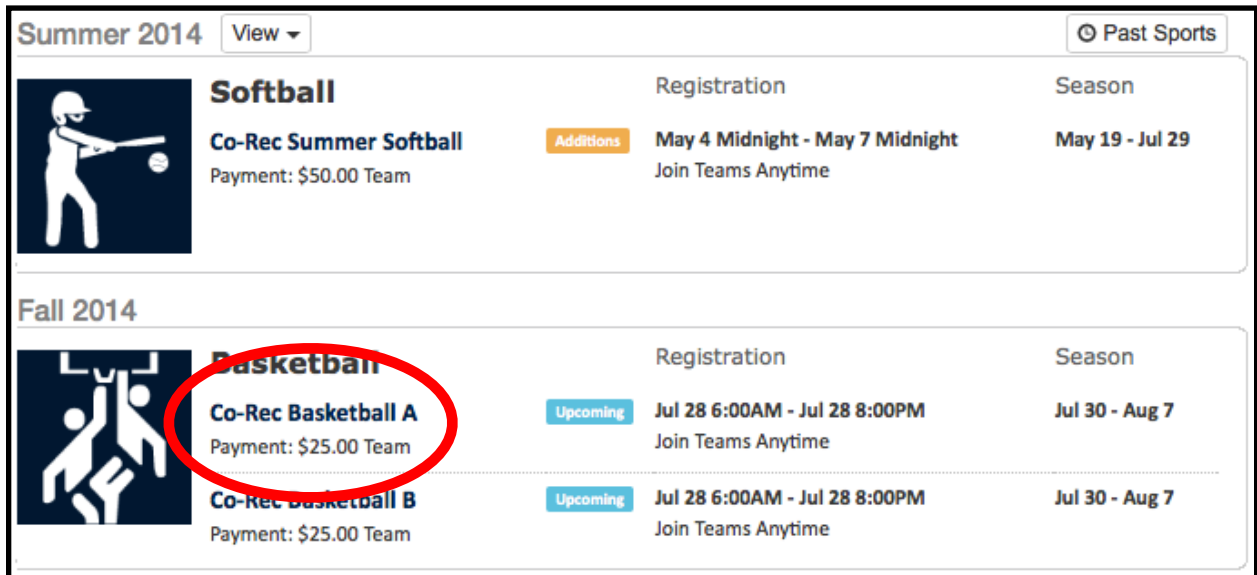 Summer 2014 View Past Sports
Softball Registration Season
Co-Rec Summer Softball Additions May 4 Midnight - May 7 Midnight May 19 - Jul 29
Payment: $50.00 Team Join Teams Anytime
Fall 2014
Basketball Registration Season
Co-Rec Basketball A Upcoming Jul 28 6:00AM - Jul 28 8:00PM Jul 30 - Aug 7
Payment: $25.00 Team Join Teams Anytime
Co-Rec Basketball B Upcoming Jul 28 6:00AM - Jul 28 8:00PM Jul 30 - Aug 7
Payment: $25.00 Team Join Teams Anytime